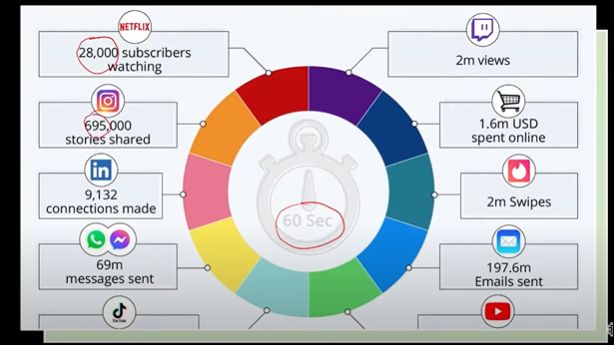 NETFLIX
28,000 subscribers
watching
2m views
695,000
stories shared
1.6m USD
spent online
in
9,132
connections made
60 Sec
2m Swipes
69m
messages sent
197.6m
Emails sent
TikTok